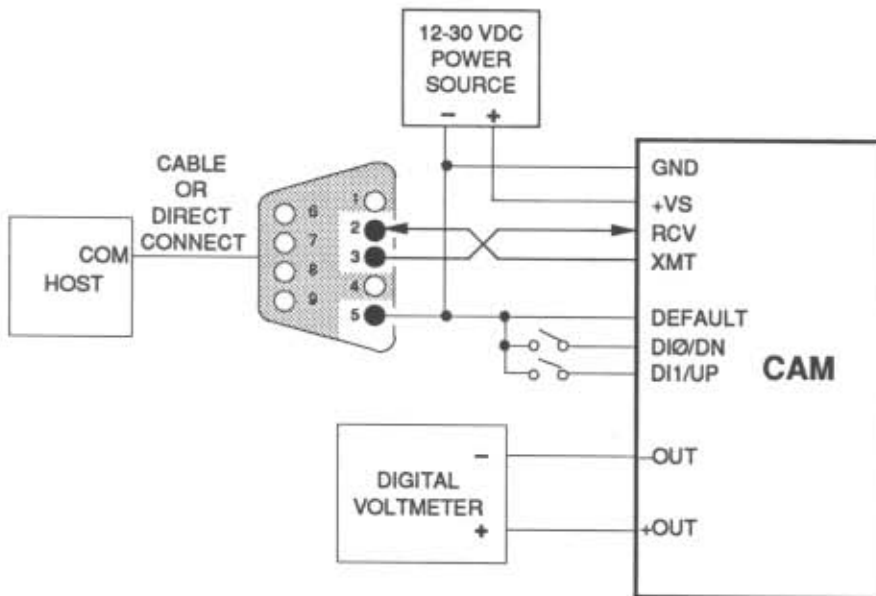 12-30 VDC
POWER
SOURCE
− +
CABLE
OR
DIRECT
CONNECT
COM
HOST
1
2
3
4
5
6
7
8
9
GND
+VS
RCV
XMT
DEFAULT
DIØ/DN
DI1/UP
CAM
−OUT
+OUT
DIGITAL
VOLTMETER
−
+